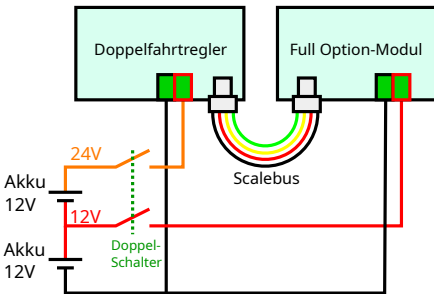 Doppelfahrtregler
Full Option-Modul
Scalebus
24V
Akku
12V
12V
Doppel-
Schalter
Akku
12V